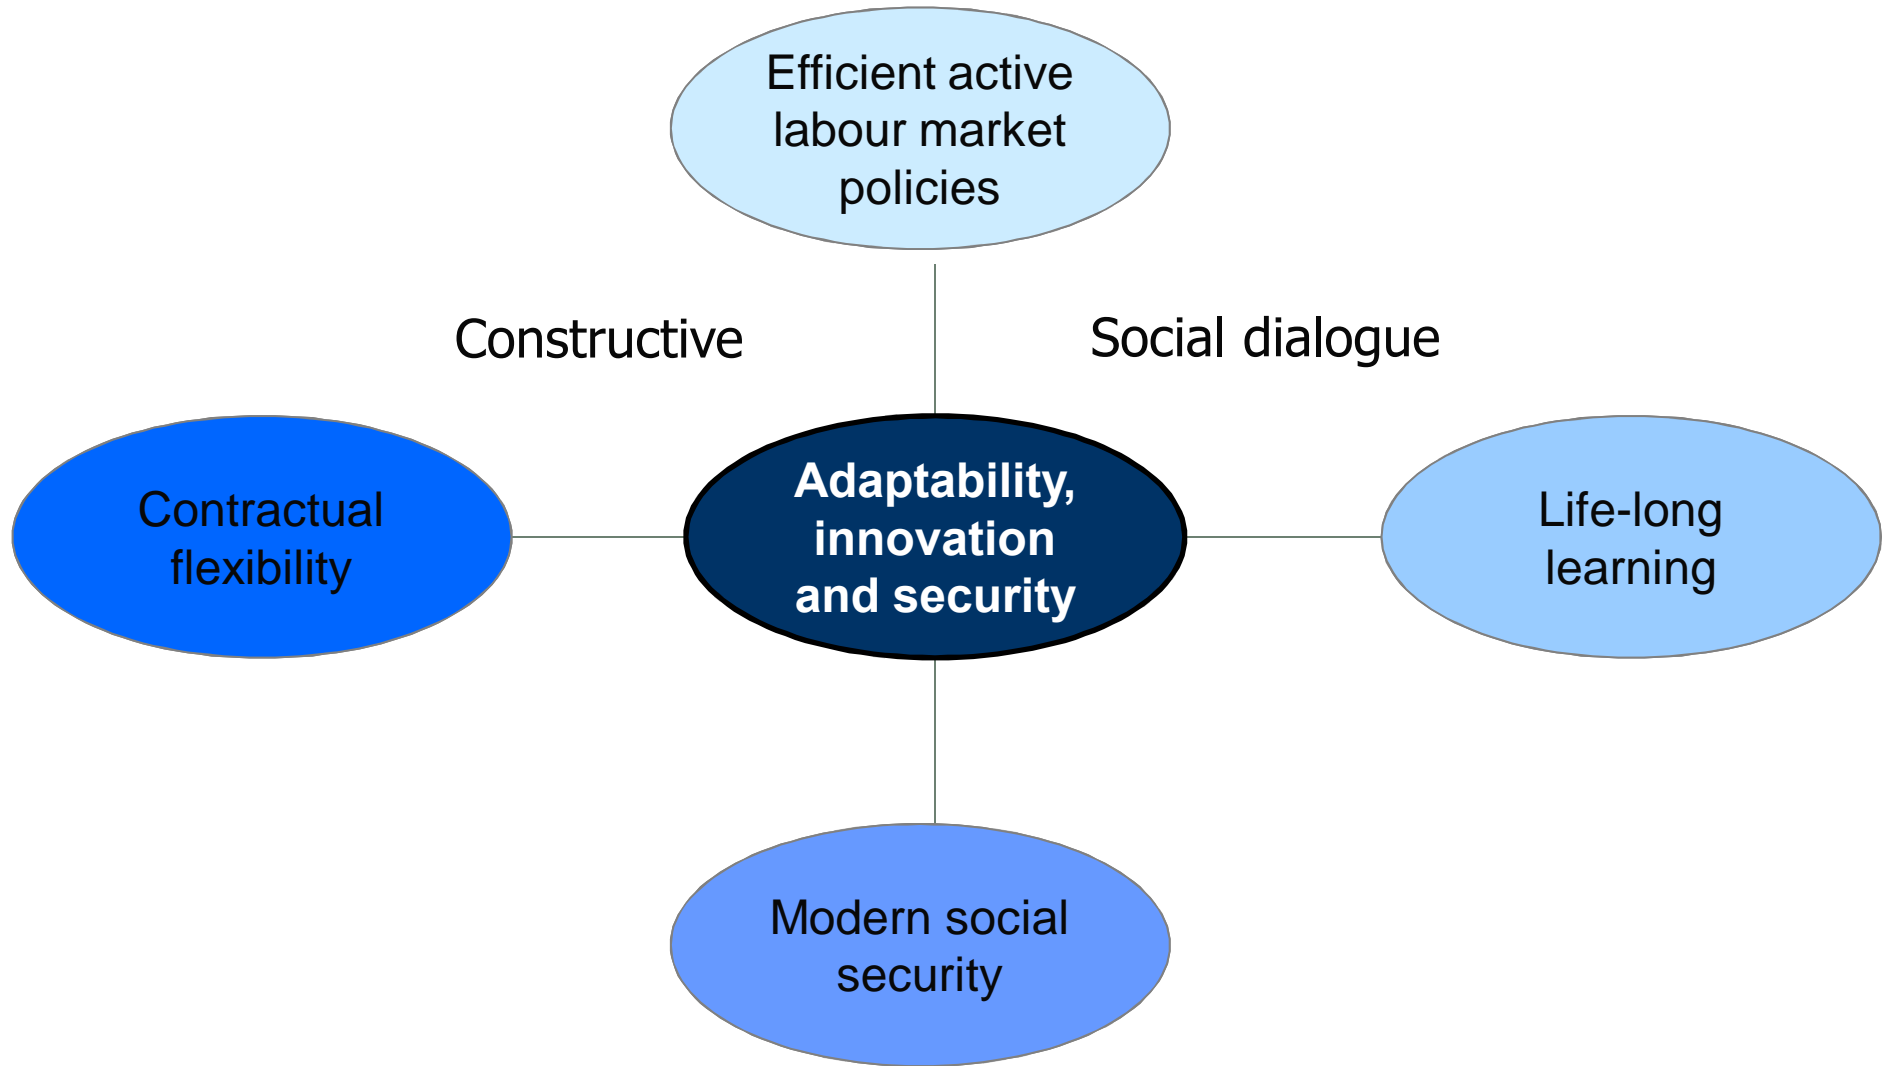 Efficient active
labour market
policies
Constructive
Social dialogue
Contractual
flexibility
Adaptability,
innovation
and security
Life-long
learning
Modern social
security